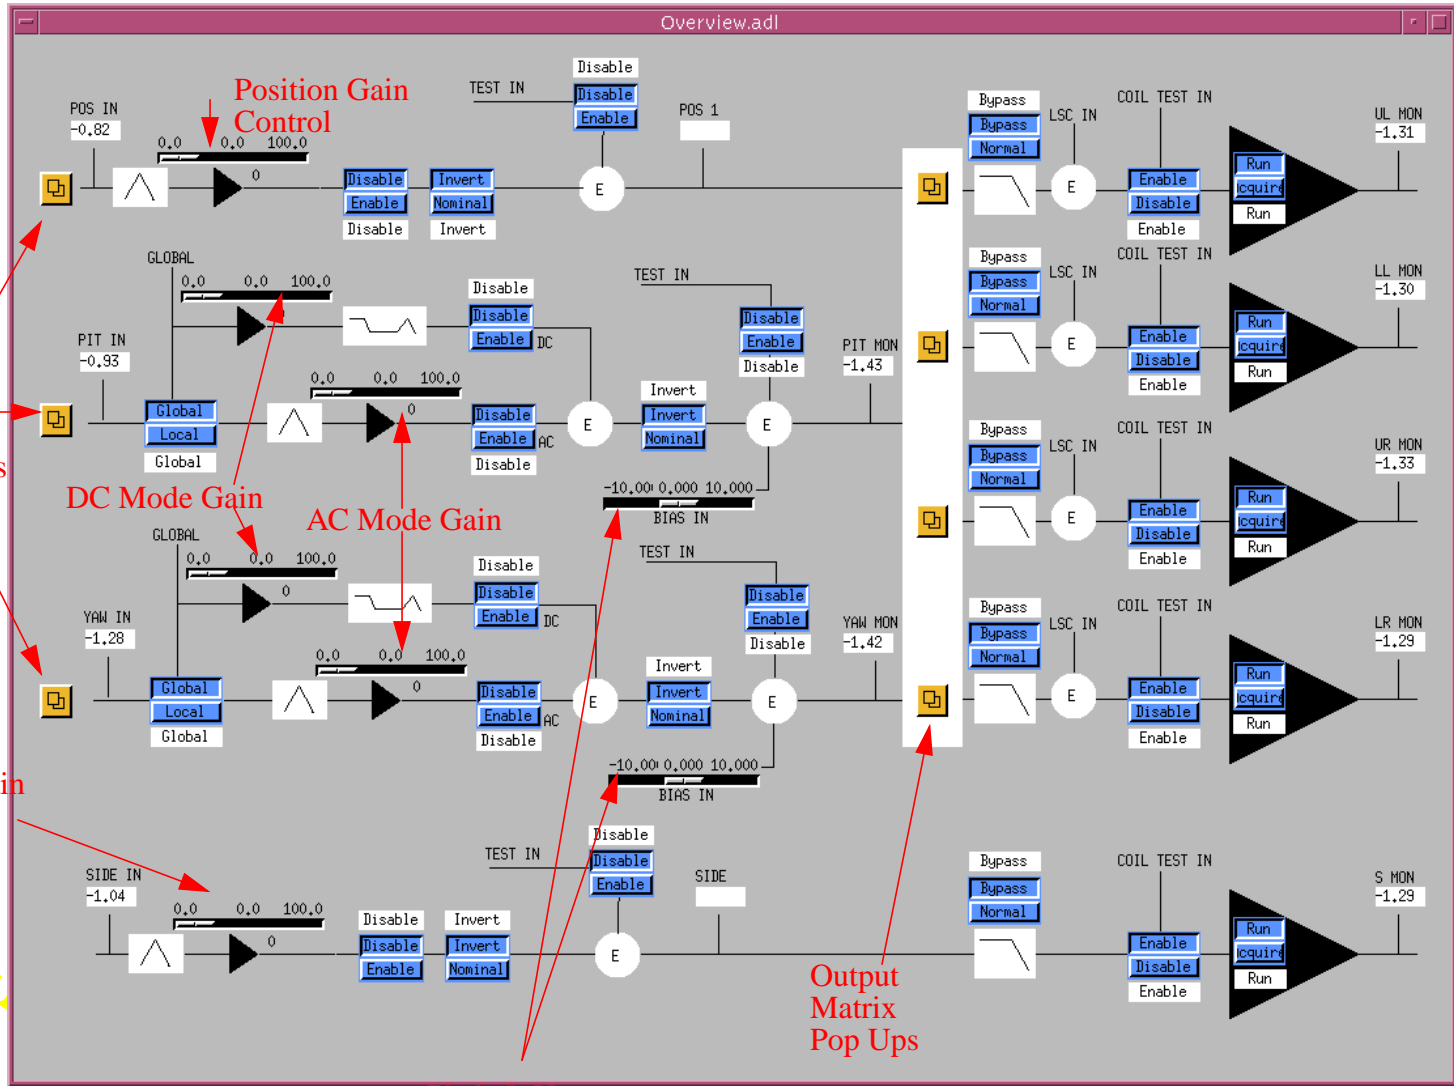 Overview.adl
Disable
TEST IN
Disable
Enable
Position Gain
Control
POS IN
-0.82
0.0 0.0 100.0
0
Disable
Enable
Disable
Invert
Nominal
Invert
E
POS 1
Bypass
Bypass
Normal
LSC IN
E
COIL TEST IN
Enable
Disable
Enable
Run
cquire
Run
UL MON
-1.31
GLOBAL
0.0 0.0 100.0
0
Disable
Disable
Enable
DC
TEST IN
Disable
Enable
Disable
PIT IN
-0.93
Global
Local
Global
0.0 0.0 100.0
0
Disable
Enable
AC
Disable
E
Invert
Invert
Nominal
E
PIT MON
-1.43
-10.00 0.000 10.000
BIAS IN
Bypass
Bypass
Normal
LSC IN
E
COIL TEST IN
Enable
Disable
Enable
Run
cquire
Run
LL MON
-1.30
s
DC Mode Gain
AC Mode Gain
Bypass
Bypass
Normal
LSC IN
E
COIL TEST IN
Enable
Disable
Enable
Run
cquire
Run
UR MON
-1.33
GLOBAL
0.0 0.0 100.0
0
Disable
Disable
Enable
DC
TEST IN
Disable
Enable
Disable
YAW IN
-1.28
Global
Local
Global
0.0 0.0 100.0
0
Disable
Enable
AC
Disable
E
Invert
Invert
Nominal
E
YAW MON
-1.42
-10.00 0.000 10.000
BIAS IN
Bypass
Bypass
Normal
LSC IN
E
COIL TEST IN
Enable
Disable
Enable
Run
cquire
Run
LR MON
-1.29
in
Disable
TEST IN
Disable
Enable
SIDE IN
-1.04
0.0 0.0 100.0
0
Disable
Disable
Enable
Invert
Invert
Nominal
E
SIDE
Bypass
Bypass
Normal
COIL TEST IN
Enable
Disable
Enable
Run
cquire
Run
S MON
-1.29
Output
Matrix
Pop Ups